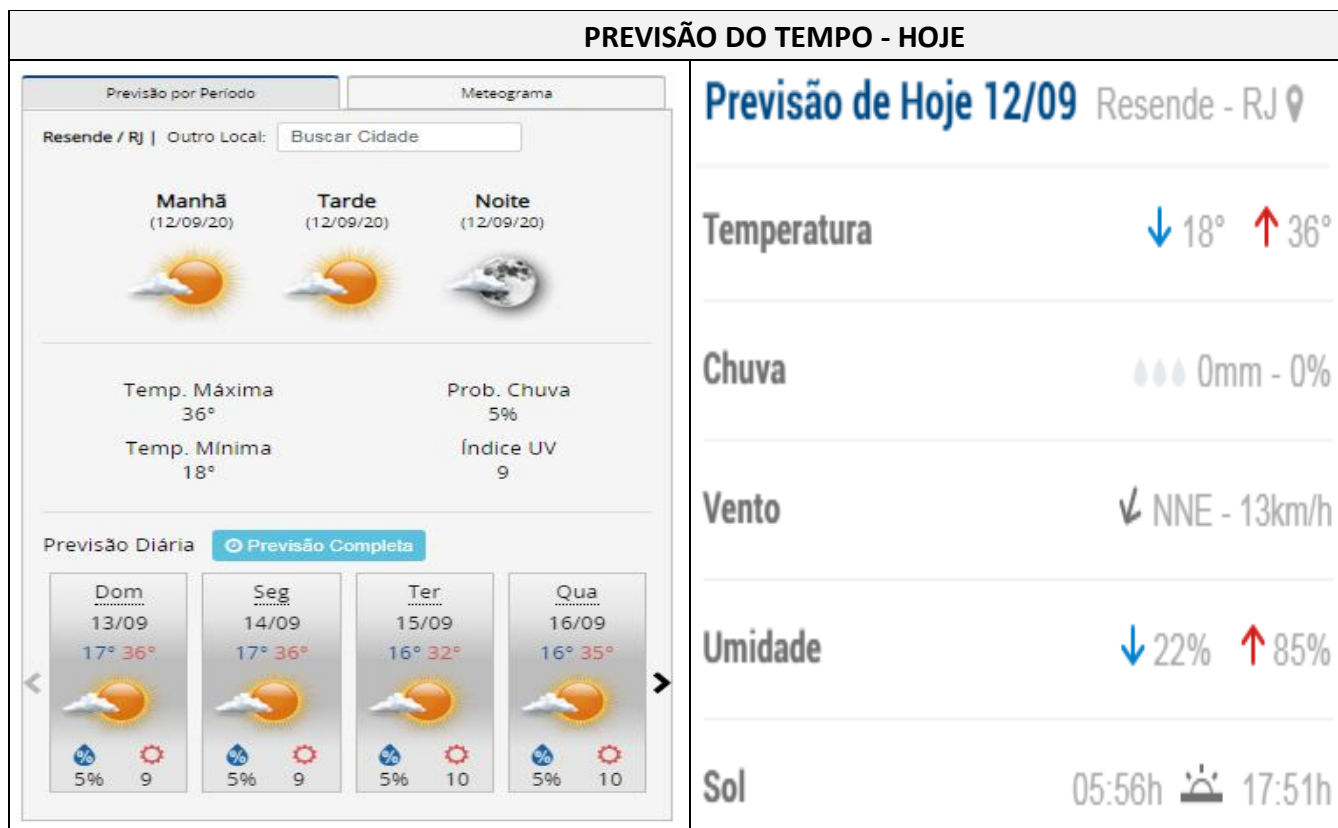 PREVISÃO DO TEMPO - HOJE
Previsão por Período
Meteograma
Resende / RJ | Outro Local: Buscar Cidade
Manhã Tarde Noite
(12/09/20) (12/09/20) (12/09/20)
Temp. Máxima Prob. Chuva
36° 5%
Temp. Mínima Índice UV
18° 9
Previsão Diária Previsão Completa
Dom Seg Ter Qua
13/09 14/09 15/09 16/09
17° 36° 17° 36° 16° 32° 16° 35°
% % % %
5% 9 5% 9 5% 10 5% 10
Previsão de Hoje 12/09 Resende - RJ
Temperatura 18° 36°
Chuva 0mm - 0%
Vento NNE - 13km/h
Umidade 22% 85%
Sol 05:56h 17:51h